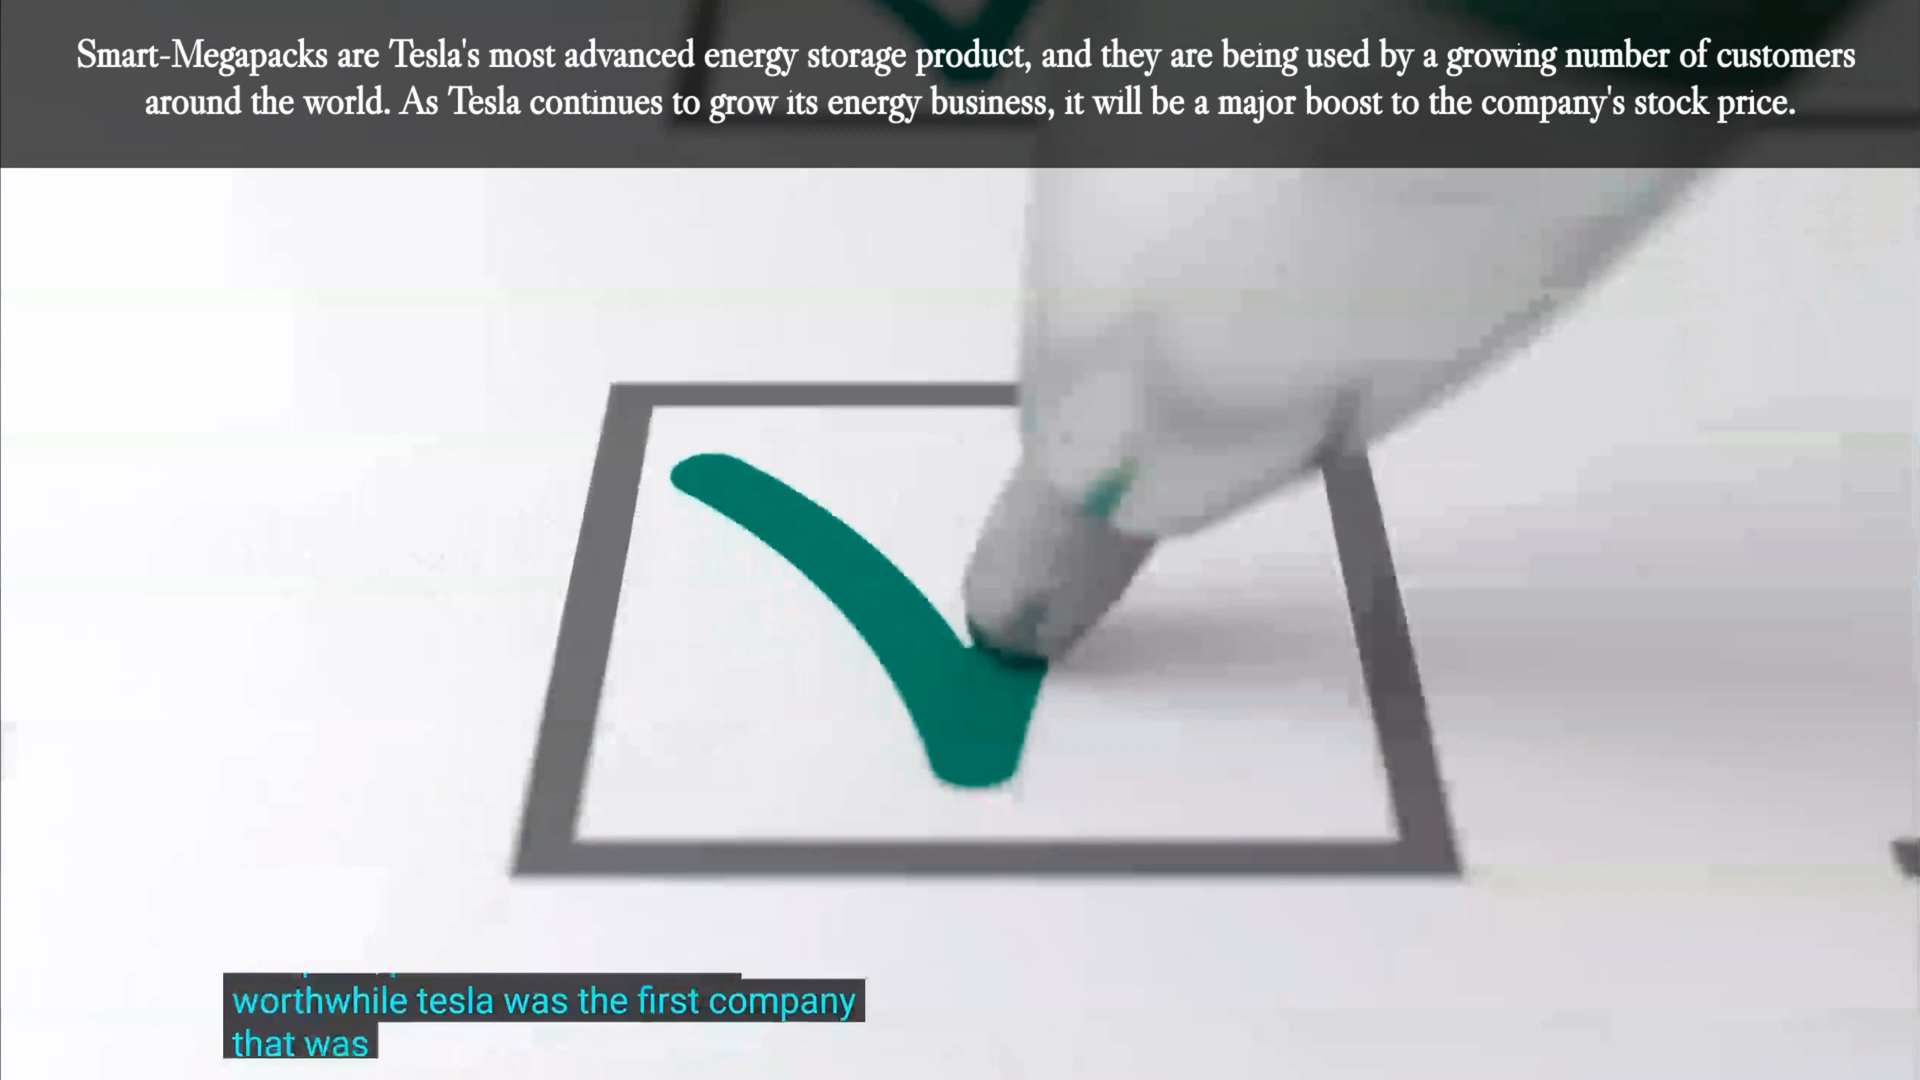 Smart-Megapacks are Tesla's most advanced energy storage product, and they are being used by a growing number of customers
around the world. As Tesla continues to grow its energy business, it will be a major boost to the company's stock price.
worthwhile tesla was the first company
that was